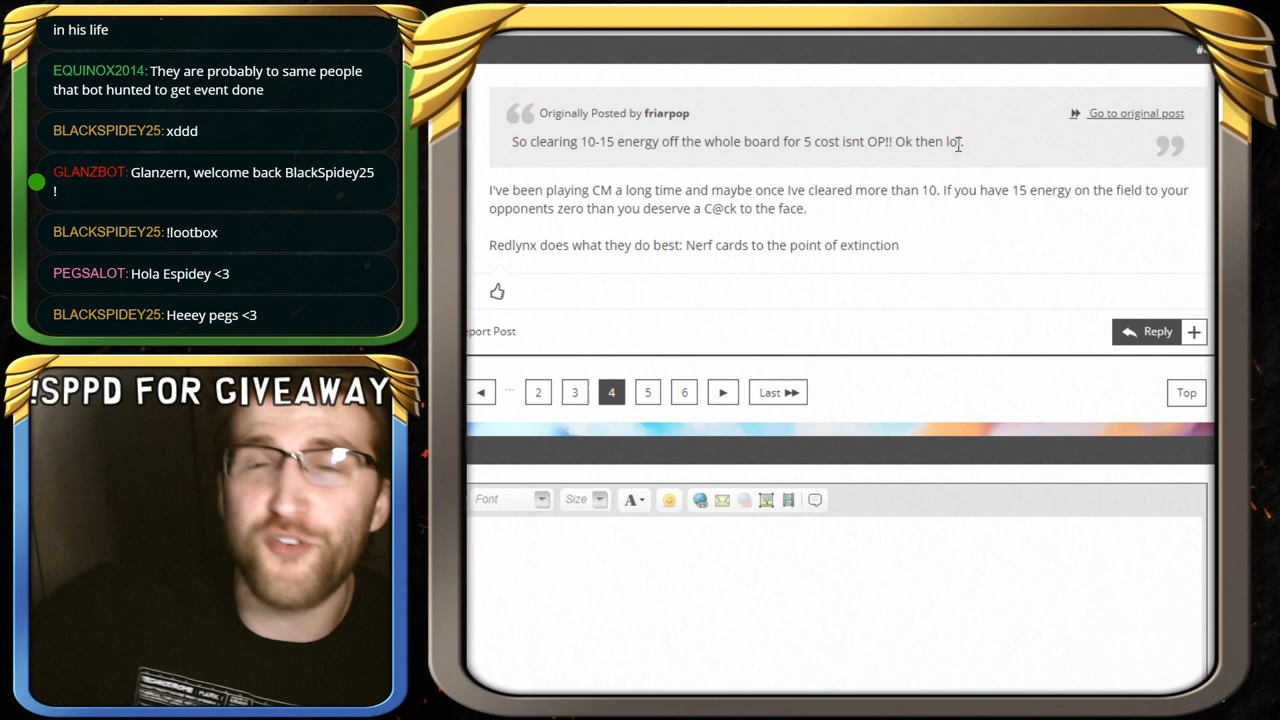 in his life
EQUINOX2014: They are probably to same people
that bot hunted to get event done
BLACKSPIDEY25: xddd
GLANZBOT: Glanzern, welcome back BlackSpidey25
!
BLACKSPIDEY25: !lootbox
PEGSALOT: Hola Espidey <3
BLACKSPIDEY25: Heeey pegs <3
!SPPD FOR GIVEAWAY
Originally Posted by friarpop
Go to original post
So clearing 10-15 energy off the whole board for 5 cost isnt OP!! Ok then lol.
I've been playing CM a long time and maybe once Ive cleared more than 10. If you have 15 energy on the field to your
opponents zero than you deserve a C@ck to the face.
Redlynx does what they do best: Nerf cards to the point of extinction
eport Post
Reply
2 3 4 5 6 Last
Top
Font Size A